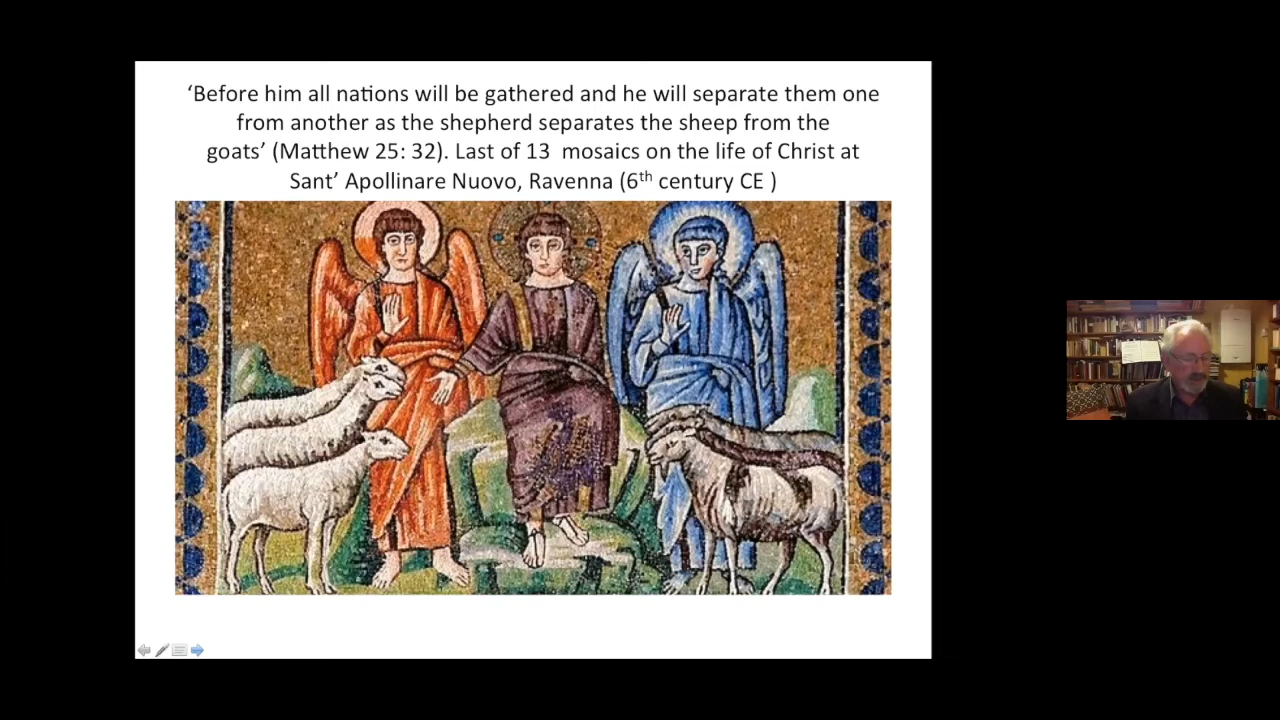 ‘Before him all nations will be gathered and he will separate them one
from another as the shepherd separates the sheep from the
goats’ (Matthew 25: 32). Last of 13  mosaics on the life of Christ at
Sant’ Apollinare Nuovo, Ravenna (6th century CE )